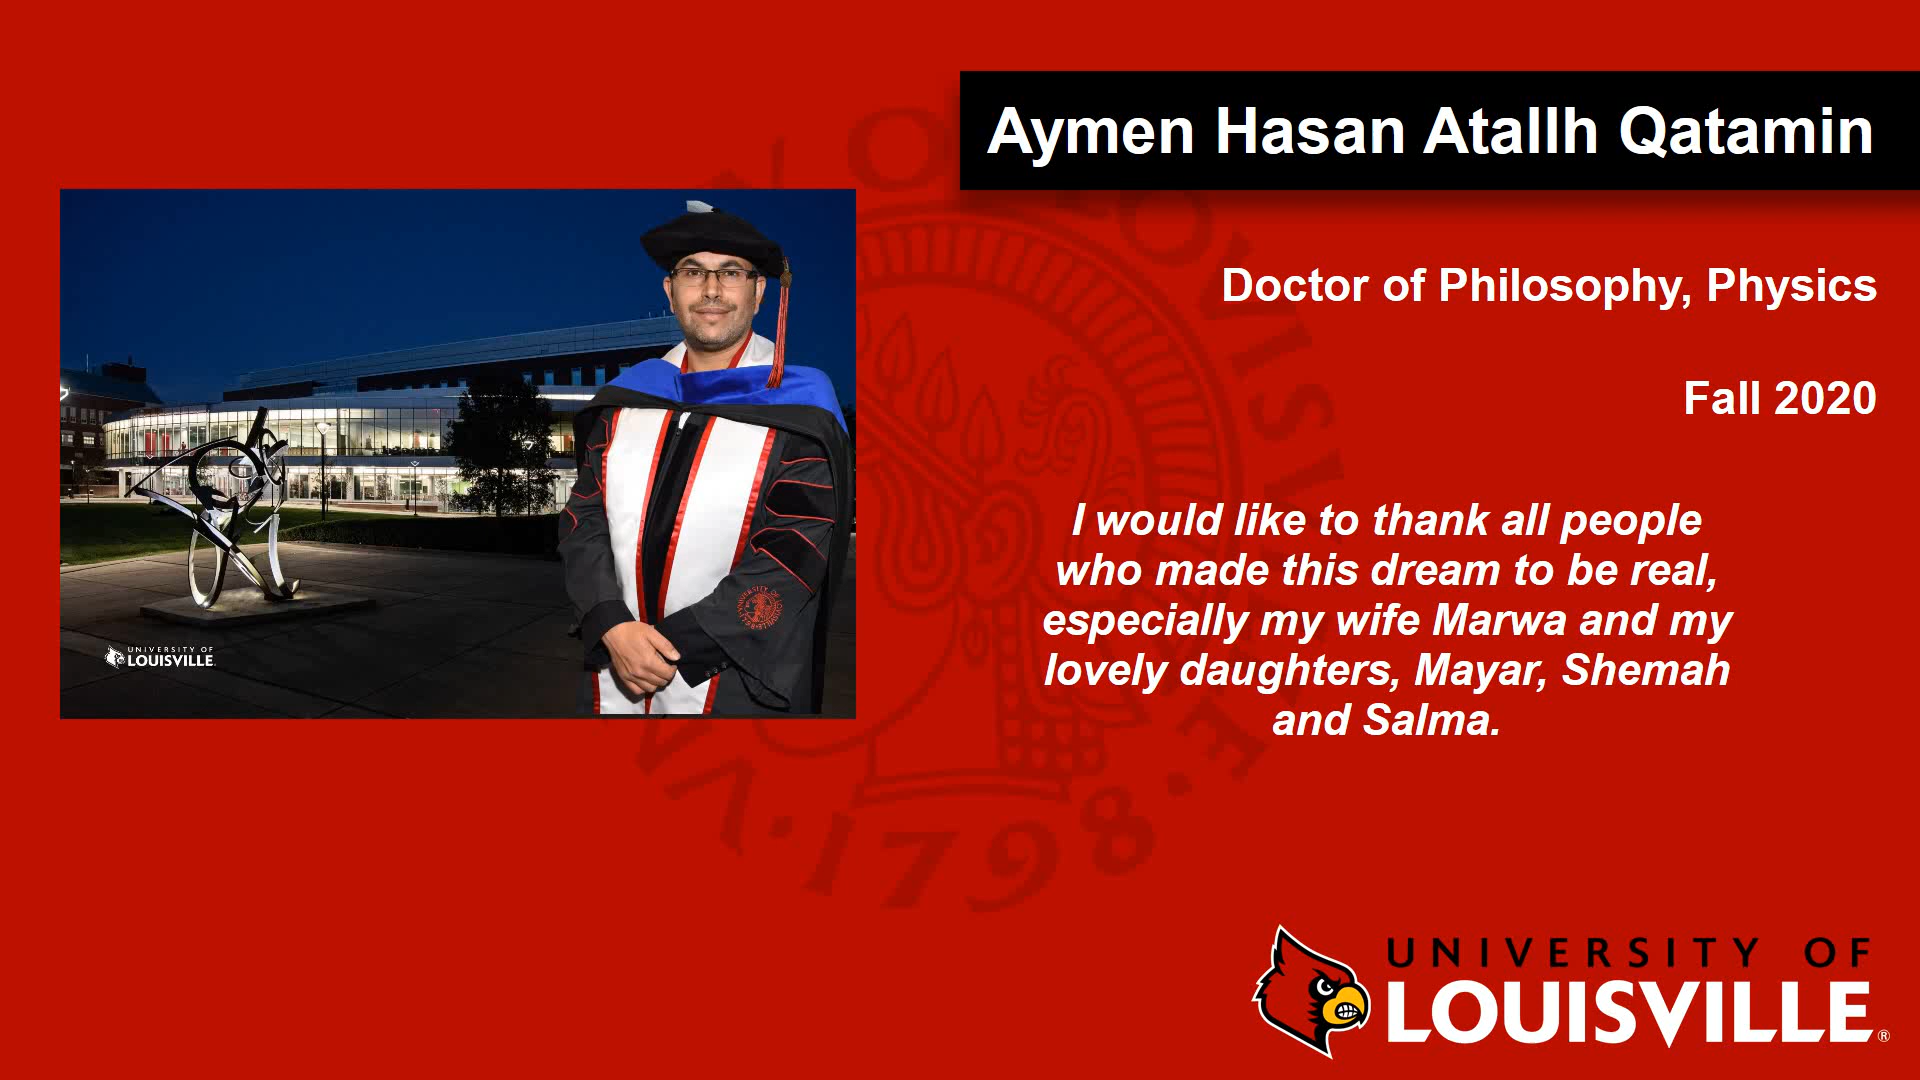 Aymen Hasan Atallh Qatamin
Doctor of Philosophy, Physics
Fall 2020
I would like to thank all people
who made this dream to be real,
especially my wife Marwa and my
lovely daughters, Mayar, Shemah
and Salma.
UNIVERSITY OF
LOUISVILLE
UNIVERSITY OF
LOUISVILLE®
1798